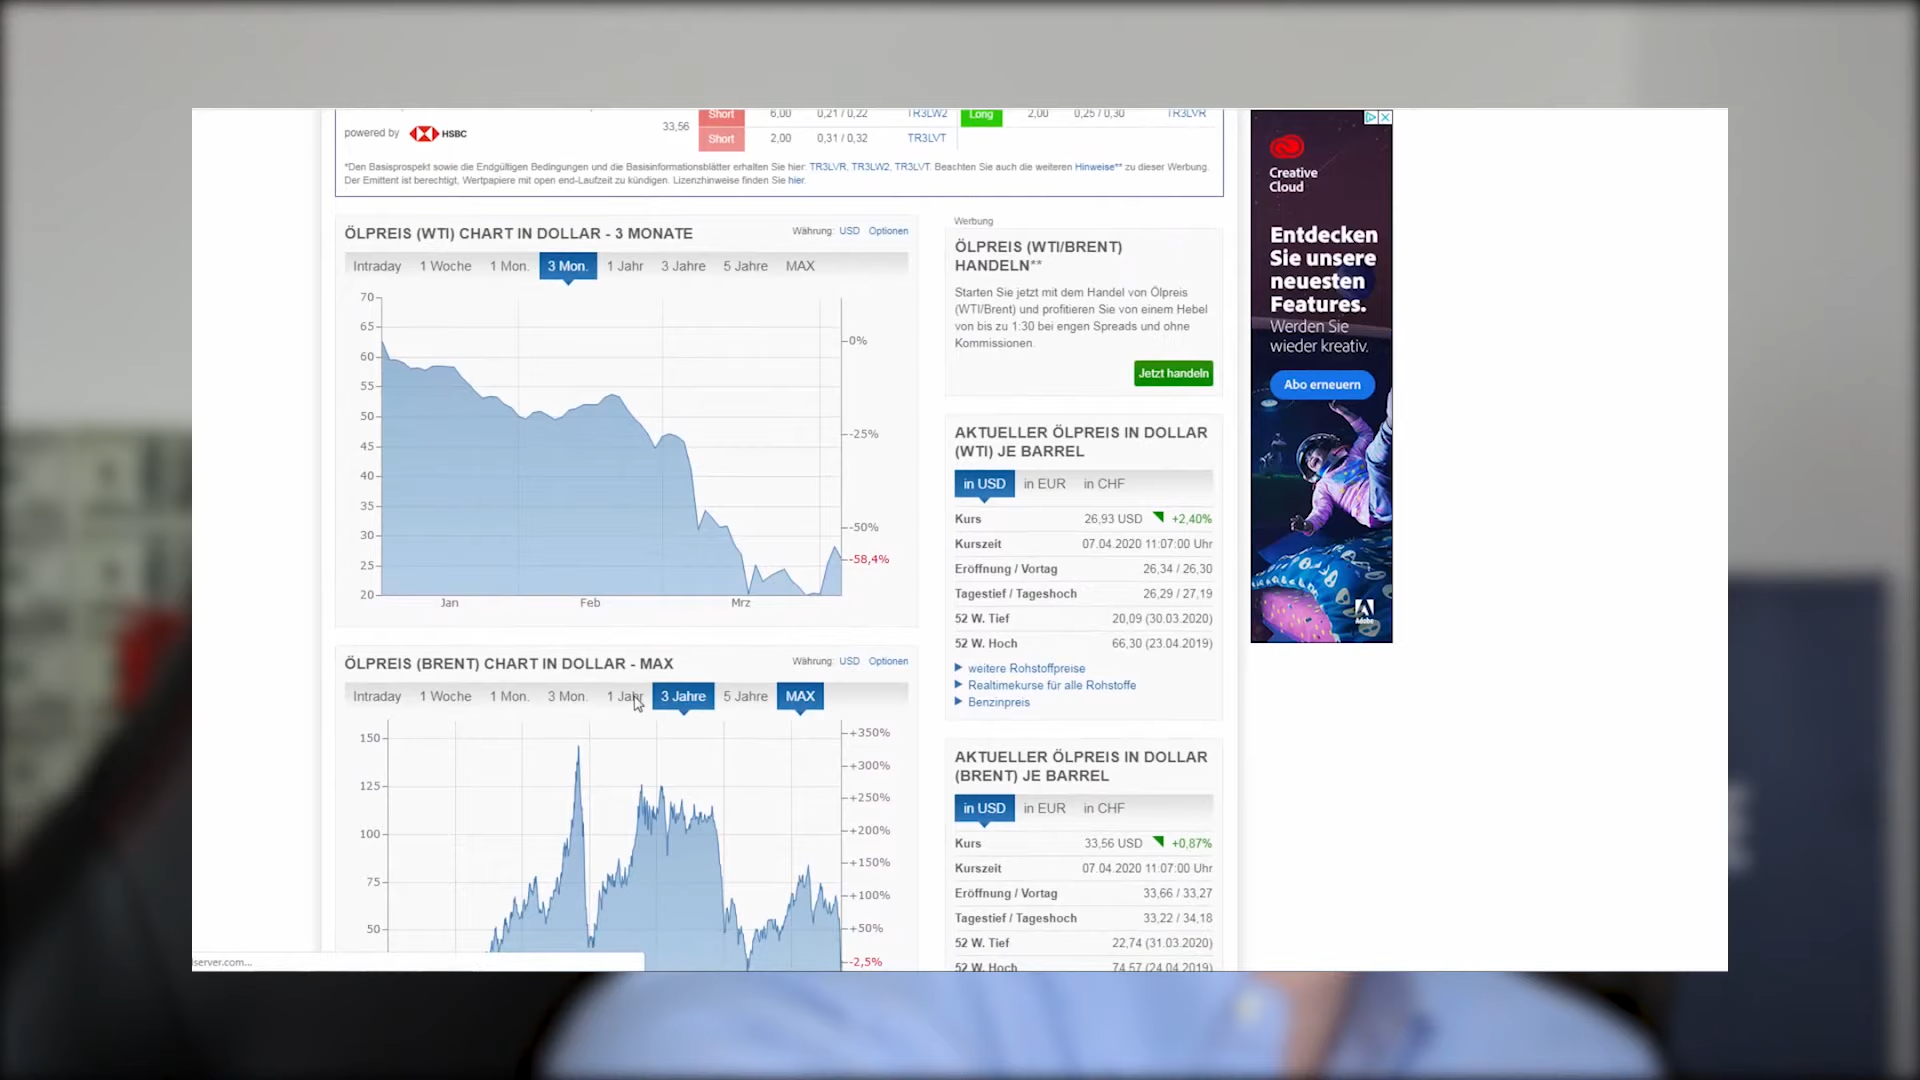 Short 6,00 0,21 / 0,22 TR3LW2 Long 2,00 0,25 / 0,30 TR3LVR
powered by HSBC 33,56
Short 2,00 0,31 / 0,32 TR3LVT
*Den Basisprospekt sowie die Endgültigen Bedingungen und die Basisinformationsblätter erhalten Sie hier: TR3LVR, TR3LW2, TR3LVT. Beachten Sie auch die weiteren Hinweise** zu dieser Werbung.
Der Emittent ist berechtigt, Wertpapiere mit open end-Laufzeit zu kündigen. Lizenzhinweise finden Sie hier.
ÖLPREIS (WTI) CHART IN DOLLAR - 3 MONATE
Währung: USD Optionen
Intraday 1 Woche 1 Mon. 3 Mon. 1 Jahr 3 Jahre 5 Jahre MAX
70
65
60
55
50
45
40
35
30
25
20
0%
-25%
-50%
-58,4%
Jan Feb Mrz
ÖLPREIS (BRENT) CHART IN DOLLAR - MAX
Währung: USD Optionen
Intraday 1 Woche 1 Mon. 3 Mon. 1 Jahr 3 Jahre 5 Jahre MAX
150
125
100
75
50
+350%
+300%
+250%
+200%
+150%
+100%
+50%
-2,5%
Werbung
ÖLPREIS (WTI/BRENT)
HANDELN**
Starten Sie jetzt mit dem Handel von Ölpreis
(WTI/Brent) und profitieren Sie von einem Hebel
von bis zu 1:30 bei engen Spreads und ohne
Kommissionen.
Jetzt handeln
AKTUELLER ÖLPREIS IN DOLLAR
(WTI) JE BARREL
in USD in EUR in CHF
Kurs 26,93 USD +2,40%
Kurszeit 07.04.2020 11:07:00 Uhr
Eröffnung / Vortag 26,34 / 26,30
Tagestief / Tageshoch 26,29 / 27,19
52 W. Tief 20,09 (30.03.2020)
52 W. Hoch 66,30 (23.04.2019)
weitere Rohstoffpreise
Realtimekurse für alle Rohstoffe
Benzinpreis
AKTUELLER ÖLPREIS IN DOLLAR
(BRENT) JE BARREL
in USD in EUR in CHF
Kurs 33,56 USD +0,87%
Kurszeit 07.04.2020 11:07:00 Uhr
Eröffnung / Vortag 33,66 / 33,27
Tagestief / Tageshoch 33,22 / 34,18
52 W. Tief 22,74 (31.03.2020)
52 W. Hoch 74,57 (24.04.2019)
Creative
Cloud
Entdecken
Sie unsere
neuesten
Features.
Werden Sie
wieder kreativ.
Abo erneuern
Adobe
server.com...